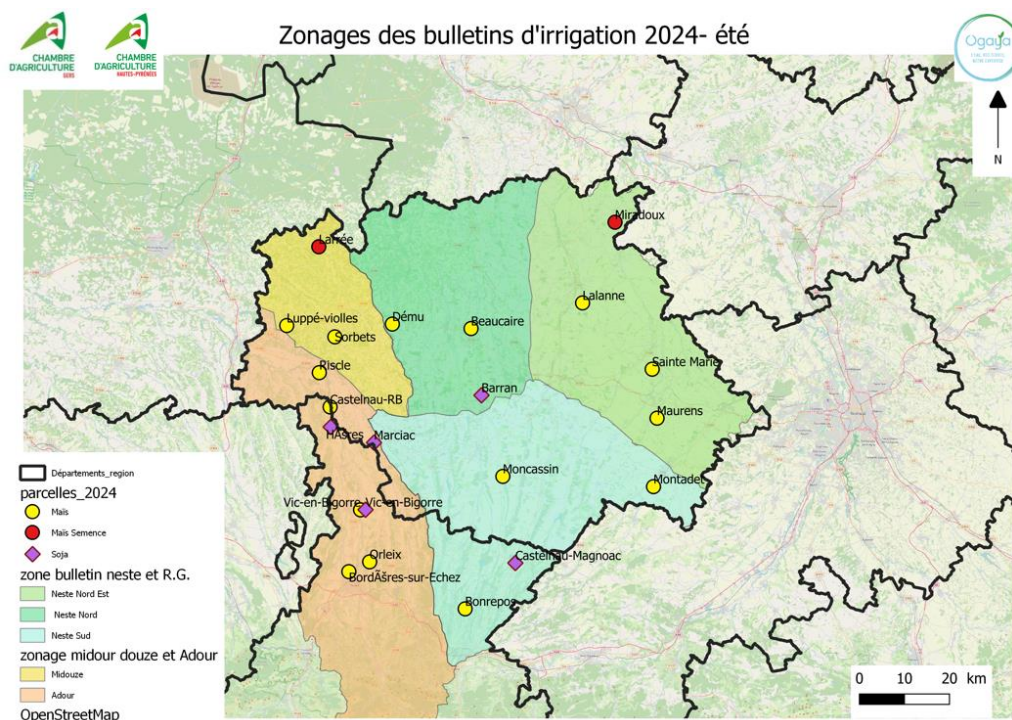 Zonages des bulletins d'irrigation 2024- été
CHAMBRE
D'AGRICULTURE
GERS
CHAMBRE
D'AGRICULTURE
HAUTES-PYRÉNÉES
Ogaya
N
Miradoux
Larrée
Lalanne
Luppé-violles
Dému
Beaucaire
Sorbets
Riscle
Sainte Marie
Barran
Castelnau-RB
Maurens
HAsres
Marciac
Moncassin
Montadet
Vic-en-Bigorre
Vic-en-Bigorre
Castelnau-Magnoac
Orleix
BordÃšres-sur-Echez
Bonrepos
Départements_region
parcelles_2024
Maïs
Maïs Semence
Soja
zone bulletin neste et R.G.
Neste Nord Est
Neste Nord
Neste Sud
zonage midour douze et Adour
Midouze
Adour
OpenStreetMap
0 10 20 km